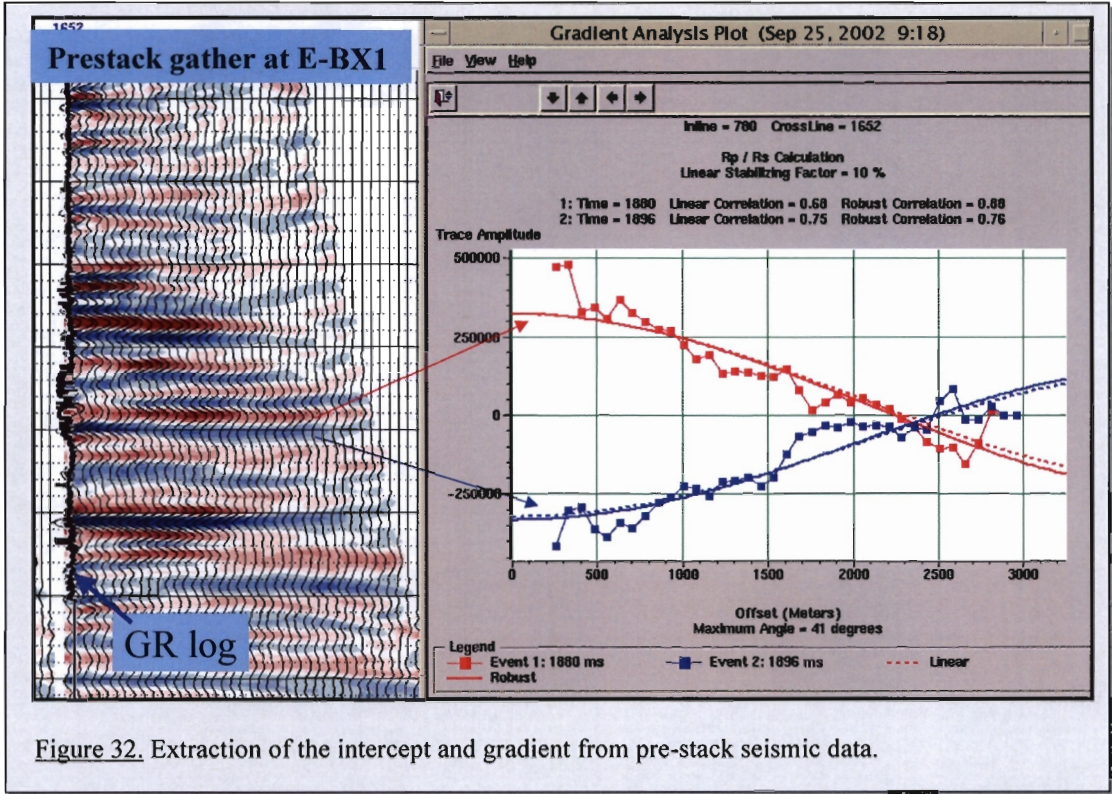 1652
Prestack gather at E-BX1
GR log
Gradient Analysis Plot (Sep 25, 2002 9:18)
File View Help
Inline = 780 CrossLine = 1652
Rp / Rs Calculation
Linear Stabilizing Factor = 10 %
1: Time = 1880 Linear Correlation = 0.68 Robust Correlation = 0.88
2: Time = 1896 Linear Correlation = 0.75 Robust Correlation = 0.76
Trace Amplitude
500000
250000
0
-250000
0 500 1000 1500 2000 2500 3000
Offset (Meters)
Maximum Angle = 41 degrees
Legend
Event 1: 1880 ms Event 2: 1896 ms Linear
Robust
Figure 32. Extraction of the intercept and gradient from pre-stack seismic data.